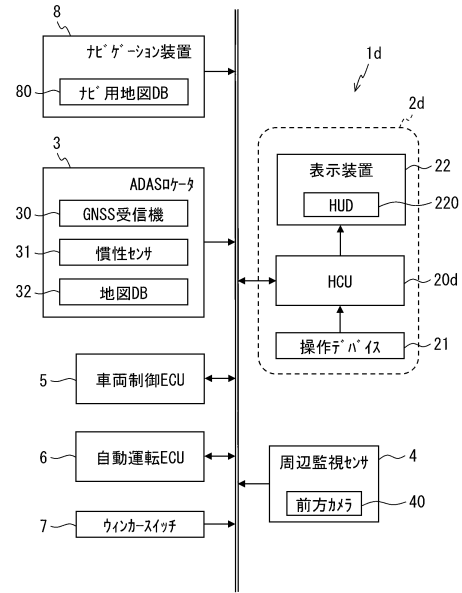 8
ナビゲーション装置
80
ナビ用地図DB
1d
2d
3
ADASロケータ
30
GNSS受信機
31
慣性センサ
32
地図DB
表示装置
22
HUD
220
HCU
20d
操作デバイス
21
5
車両制御ECU
6
自動運転ECU
7
ウィンカースイッチ
周辺監視センサ
4
前方カメラ
40